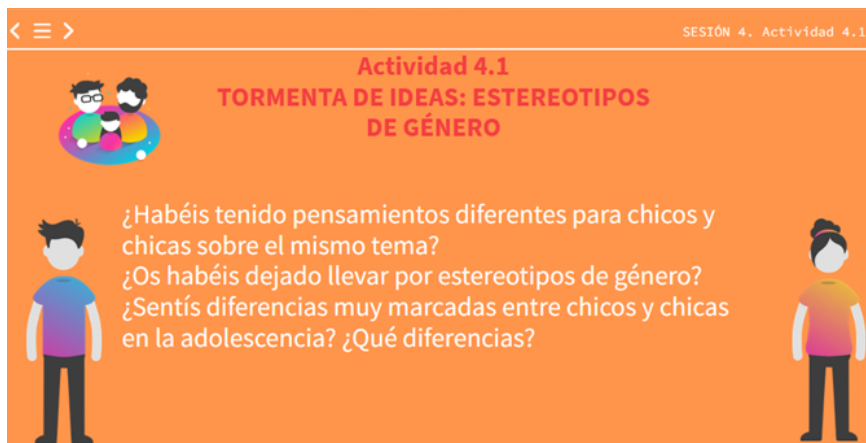 SESIÓN 4. Actividad 4.1
Actividad 4.1
TORMENTA DE IDEAS: ESTEREOTIPOS
DE GÉNERO
¿Habéis tenido pensamientos diferentes para chicos y
chicas sobre el mismo tema?
¿Os habéis dejado llevar por estereotipos de género?
¿Sentís diferencias muy marcadas entre chicos y chicas
en la adolescencia? ¿Qué diferencias?